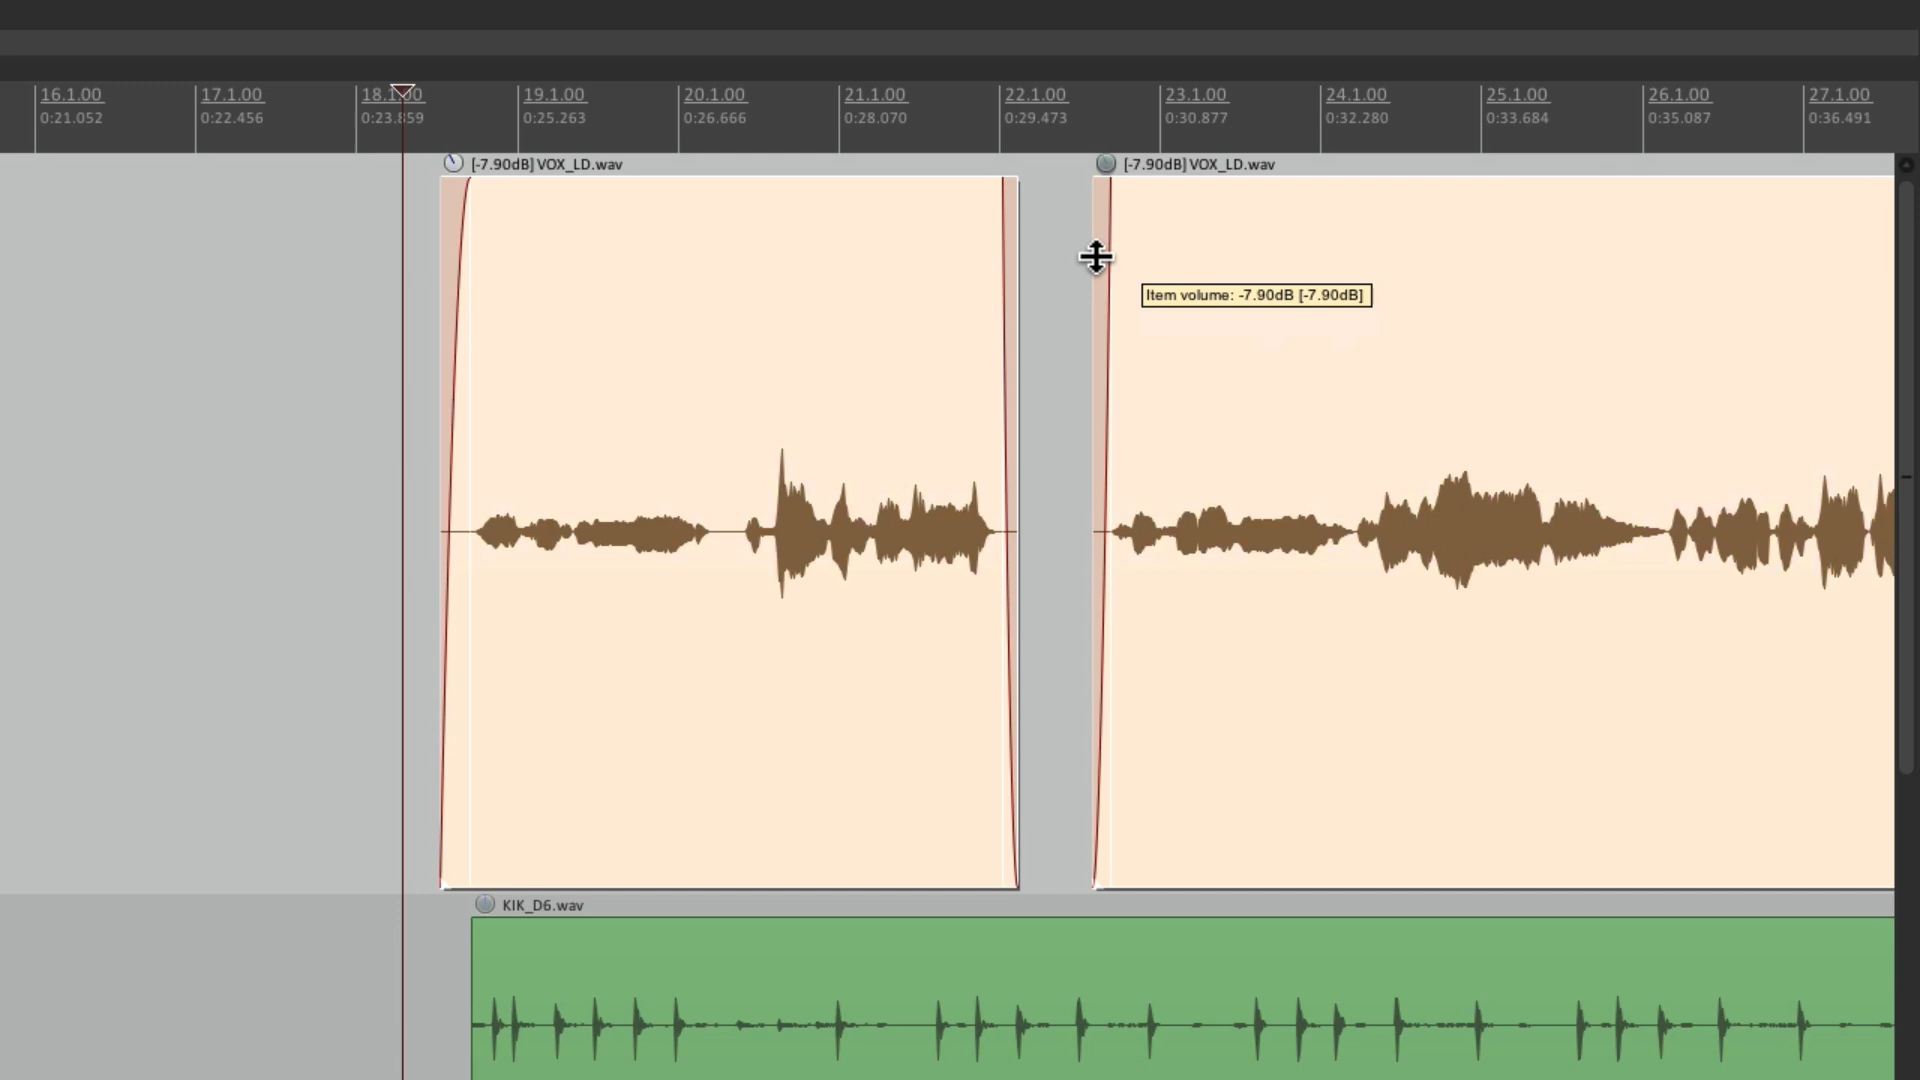 16.1.00 17.1.00 18.1.00 19.1.00 20.1.00 21.1.00 22.1.00 23.1.00 24.1.00 25.1.00 26.1.00 27.1.00
0:21.052 0:22.456 0:23.859 0:25.263 0:26.666 0:28.070 0:29.473 0:30.877 0:32.280 0:33.684 0:35.087 0:36.491
[-7.90dB] VOX_LD.wav [-7.90dB] VOX_LD.wav
Item volume: -7.90dB [-7.90dB]
KIK_D6.wav